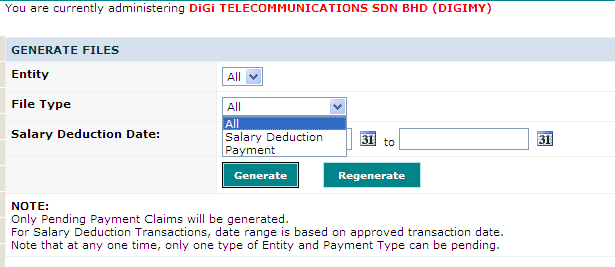 You are currently administering DiGi TELECOMMUNICATIONS SDN BHD (DIGIMY)
GENERATE FILES
Entity
All
File Type
All
All
Salary Deduction
Payment
Salary Deduction Date:
31 to 31
Generate Regenerate
NOTE:
Only Pending Payment Claims will be generated.
For Salary Deduction Transactions, date range is based on approved transaction date.
Note that at any one time, only one type of Entity and Payment Type can be pending.